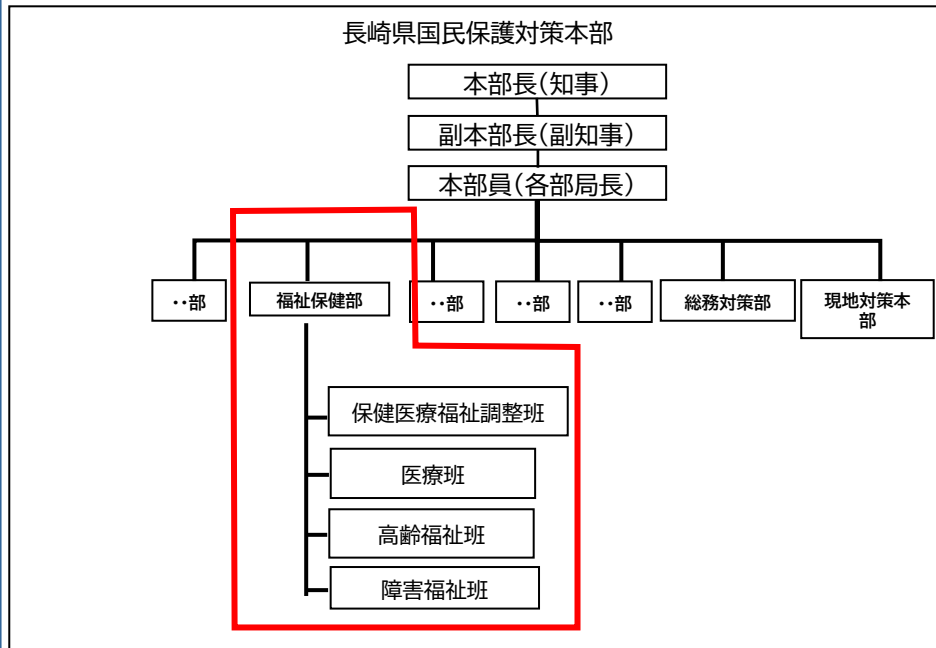 長崎県国民保護対策本部
本部長(知事)
副本部長(副知事)
本部員(各部局長)
‥部
福祉保健部
‥部
‥部
‥部
総務対策部
現地対策本
部
保健医療福祉調整班
医療班
高齢福祉班
障害福祉班